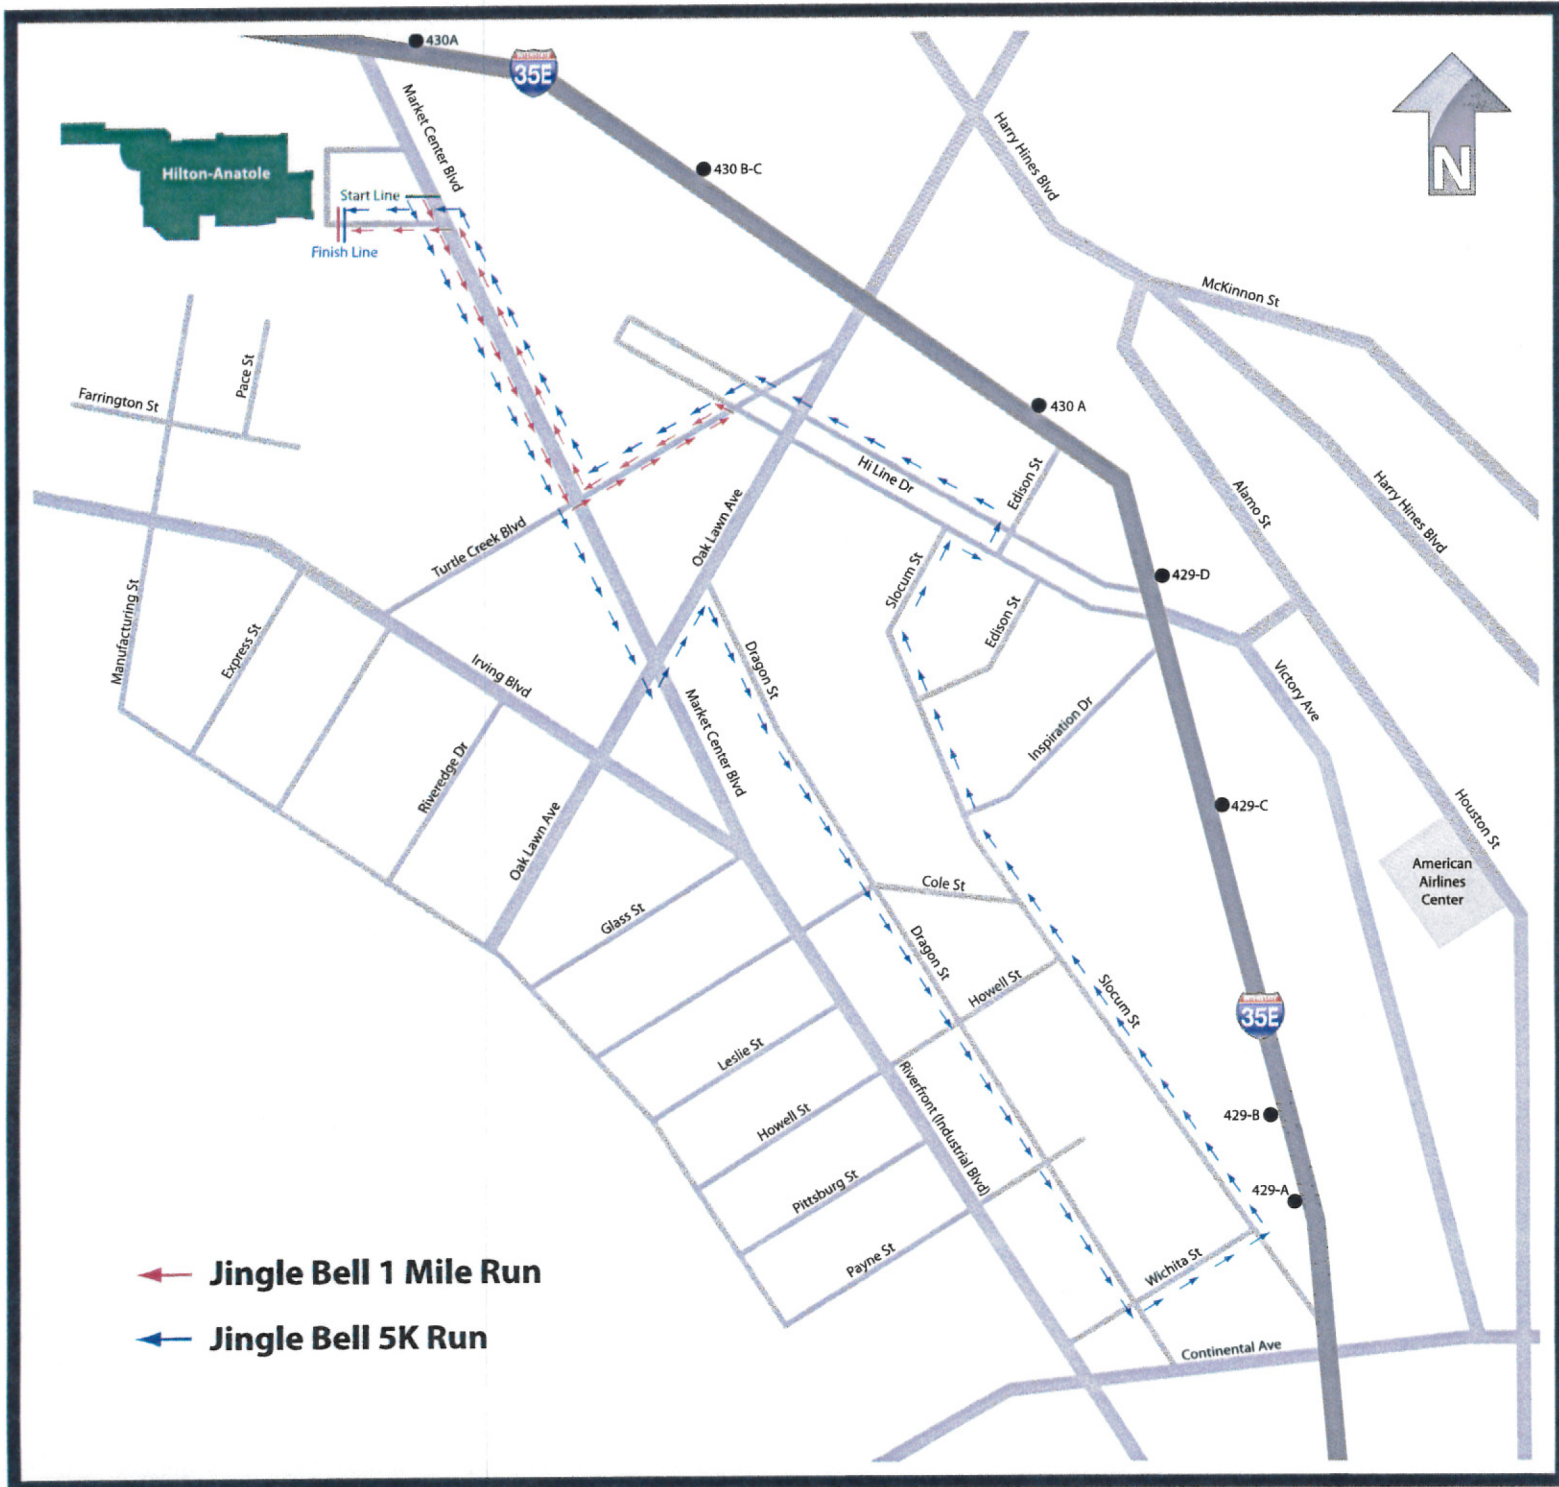 430A
INTERSTATE
35E
Market Center Blvd
Harry Hines Blvd
N
Hilton-Anatole
430 B-C
Start Line
Finish Line
McKinnon St
Pace St
Farrington St
430 A
Hi Line Dr
Edison St
Alamo St
Harry Hines Blvd
Oak Lawn Ave
Turtle Creek Blvd
Slocum St
429-D
Manufacturing St
Express St
Irving Blvd
Dragon St
Edison St
Victory Ave
Market Center Blvd
Inspiration Dr
Riveredge Dr
429-C
Houston St
Oak Lawn Ave
American
Airlines
Center
Cole St
Glass St
Dragon St
Howell St
Slocum St
35E
Leslie St
Howell St
Riverfront (Industrial Blvd)
429-B
Pittsburg St
429-A
Payne St
Wichita St
Jingle Bell 1 Mile Run
Jingle Bell 5K Run
Continental Ave